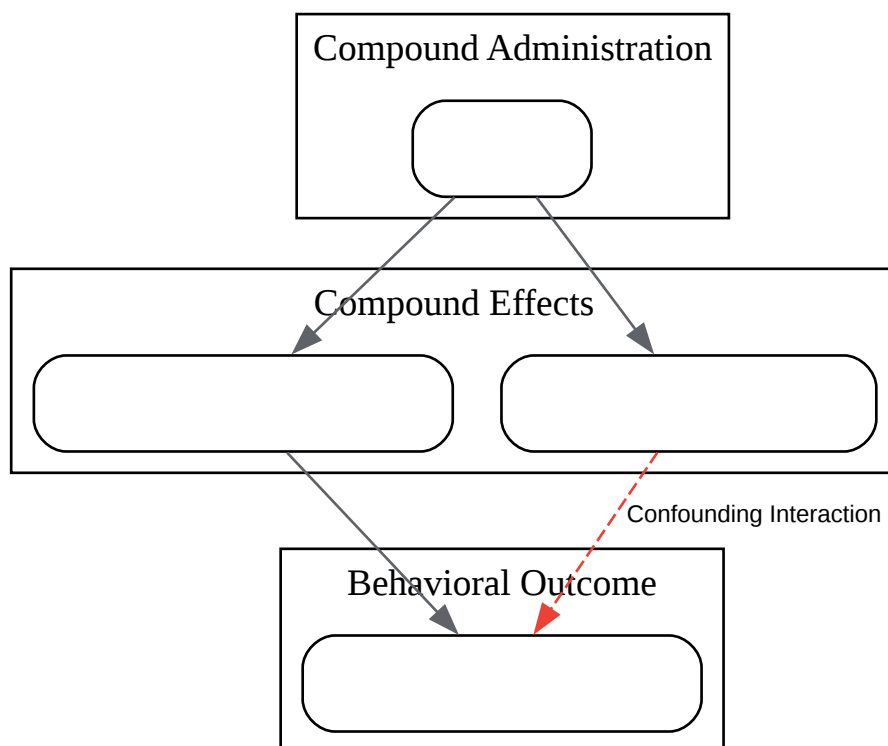 Compound Administration
Compound Effects
Confounding Interaction
Behavioral Outcome